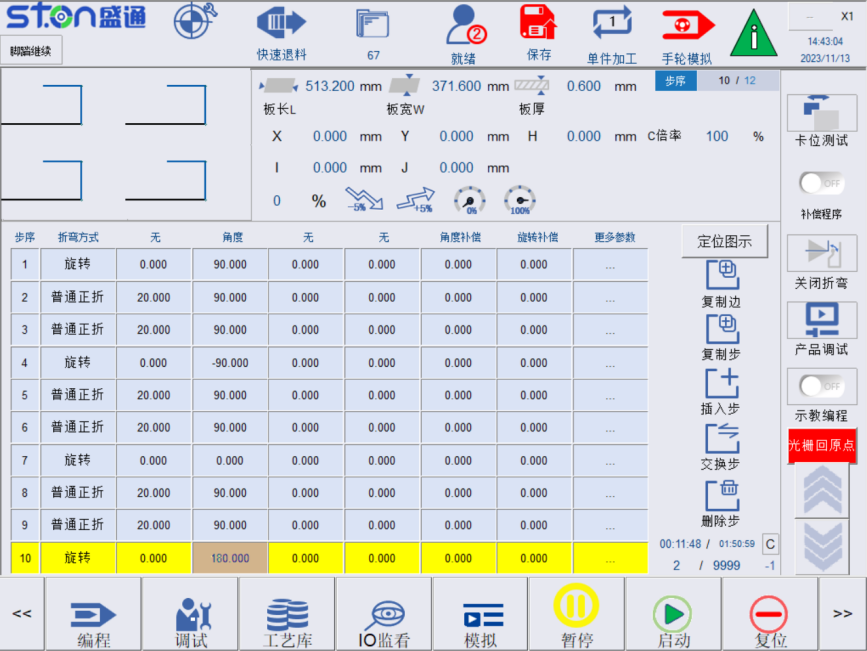 STON盛通
脚踏继续
快速退料
67
2
就绪
保存
1
单件加工
手轮模拟
i
--
X1
14:43:04
2023/11/13
513.200 mm
371.600 mm
0.600 mm
步序 10 / 12
板长L
板宽W
板厚
X 0.000 mm Y 0.000 mm H 0.000 mm C倍率 100 %
I 0.000 mm J 0.000 mm
0 % -5% +5% 0% 100%
卡位测试
OFF
补偿程序
关闭折弯
产品调试
OFF
示教编程
光栅回原点
步序 折弯方式 无 角度 无 无 角度补偿 旋转补偿 更多参数
1 旋转 0.000 90.000 0.000 0.000 0.000 0.000 ...
2 普通正折 20.000 90.000 0.000 0.000 0.000 0.000 ...
3 普通正折 20.000 90.000 0.000 0.000 0.000 0.000 ...
4 旋转 0.000 -90.000 0.000 0.000 0.000 0.000 ...
5 普通正折 20.000 90.000 0.000 0.000 0.000 0.000 ...
6 普通正折 20.000 90.000 0.000 0.000 0.000 0.000 ...
7 旋转 0.000 0.000 0.000 0.000 0.000 0.000 ...
8 普通正折 20.000 90.000 0.000 0.000 0.000 0.000 ...
9 普通正折 20.000 90.000 0.000 0.000 0.000 0.000 ...
10 旋转 0.000 180.000 0.000 0.000 0.000 0.000 ...
定位图示
复制边
复制步
插入步
交换步
删除步
00:11:48 / 01:50:59 C
2 / 9999 -1
<< 编程 调试 工艺库 IO监看 模拟 暂停 启动 复位 >>